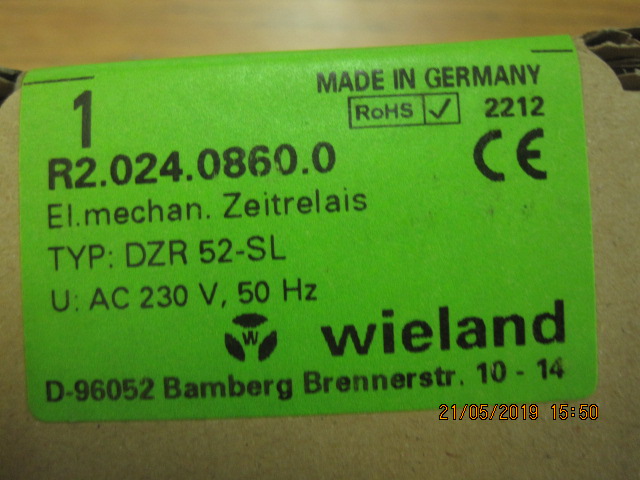 MADE IN GERMANY
1
RoHS ✓ 2212
R2.024.0860.0
CE
El.mechan. Zeitrelais
TYP: DZR 52-SL
U: AC 230 V, 50 Hz
W wieland
D-96052 Bamberg Brennerstr. 10 - 14
21/05/2019 15:50